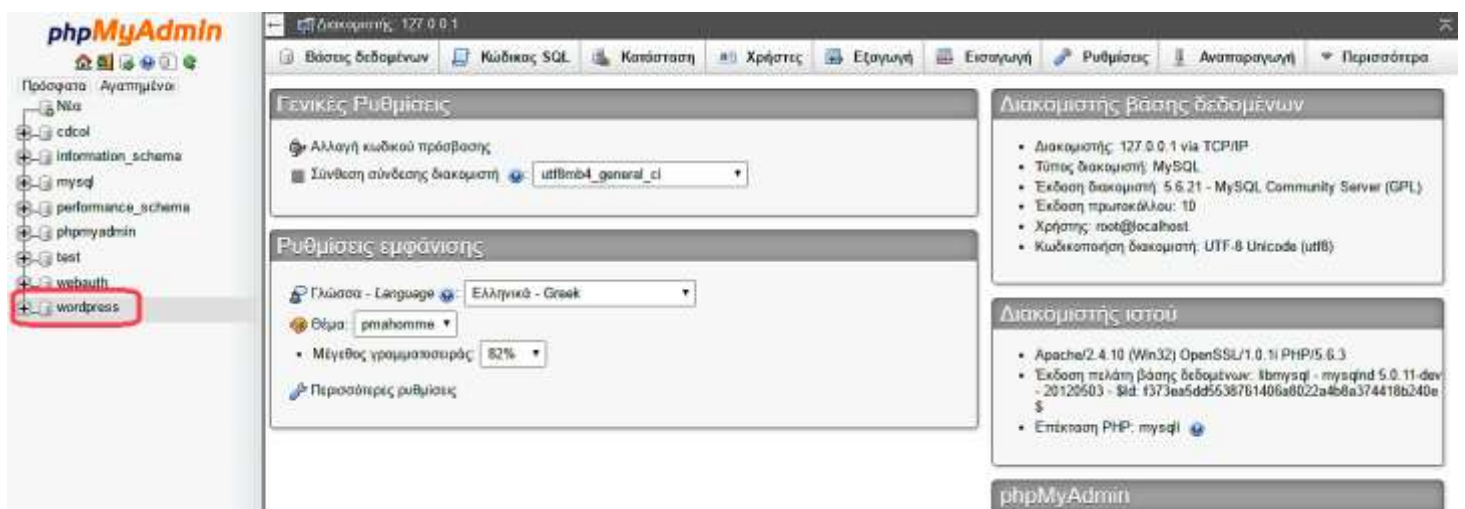 phpMyAdmin
Πρόσφατα Αγαπημένα
Νέα
cdcol
information_schema
mysql
performance_schema
phpmyadmin
test
webauth
wordpress
Διακομιστής: 127.0.0.1
Βάσεις δεδομένων Κώδικας SQL Κατάσταση Χρήστες Εξαγωγή Εισαγωγή Ρυθμίσεις Αναπαραγωγή Περισσότερα
Γενικές Ρυθμίσεις
Αλλαγή κωδικού πρόσβασης
Σύνθεση σύνδεσης διακομιστή : utf8mb4_general_ci
Ρυθμίσεις εμφάνισης
Γλώσσα - Language : Ελληνικά - Greek
Θέμα: pmahomme
• Μέγεθος γραμματοσειράς: 82%
Περισσότερες ρυθμίσεις
Διακομιστής βάσης δεδομένων
• Διακομιστής: 127.0.0.1 via TCP/IP
• Τύπος διακομιστή: MySQL
• Έκδοση διακομιστή: 5.6.21 - MySQL Community Server (GPL)
• Έκδοση πρωτοκόλλου: 10
• Χρήστης: root@localhost
• Κωδικοποίηση διακομιστή: UTF-8 Unicode (utf8)
Διακομιστής ιστού
• Apache/2.4.10 (Win32) OpenSSL/1.0.1i PHP/5.6.3
• Έκδοση πελάτη βάσης δεδομένων: libmysql - mysqlnd 5.0.11-dev
- 20120503 - $Id: f373ea5dd5538761406a8022a4b8a374418b240e
$
• Επέκταση PHP: mysqli
phpMyAdmin